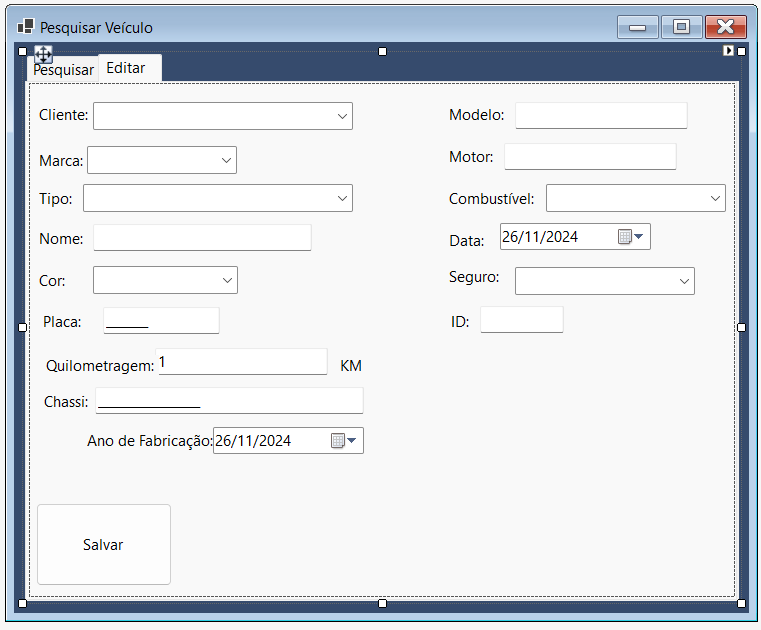 Pesquisar Veículo
Pesquisar Editar
Cliente:
Modelo:
Marca:
Motor:
Tipo:
Combustível:
Nome:
Data: 26/11/2024
Cor:
Seguro:
Placa: ______
ID:
Quilometragem: 1 KM
Chassi: _______________
Ano de Fabricação: 26/11/2024
Salvar